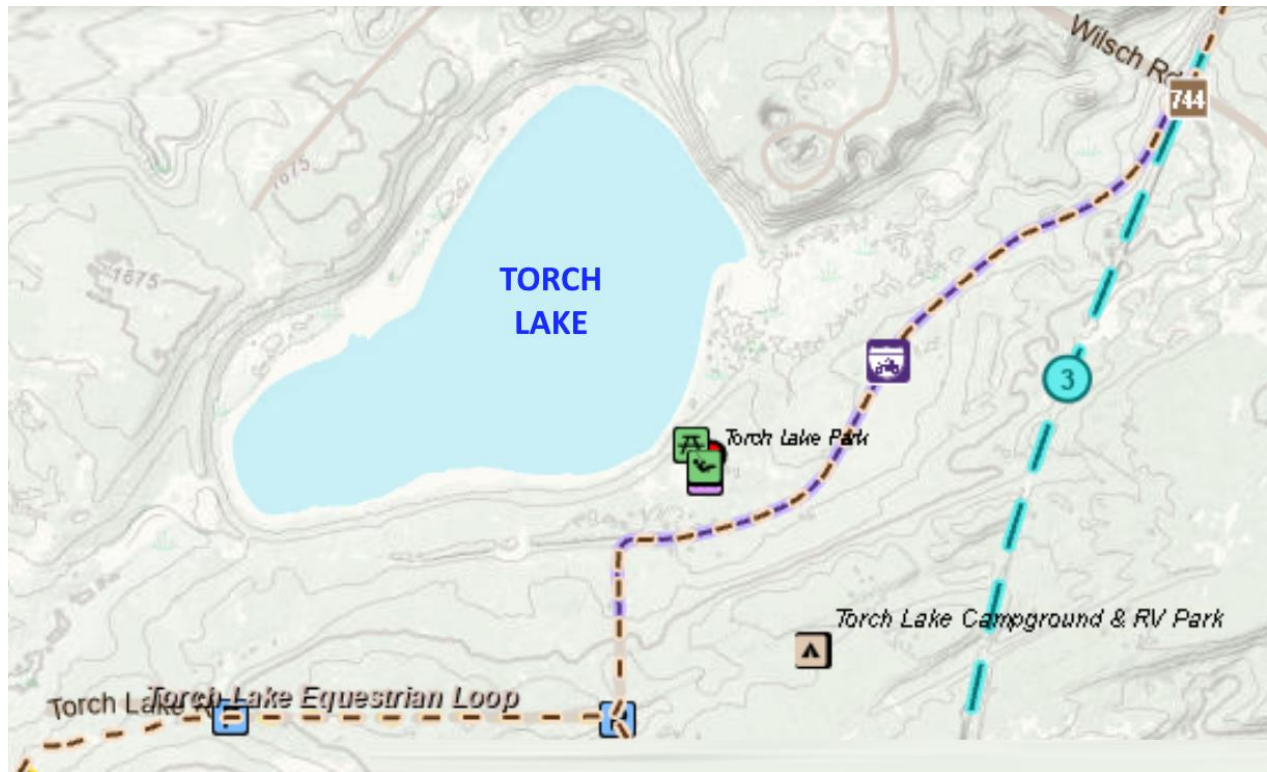 Wilsch Rd
744
1675
1675
TORCH
LAKE
3
Torch Lake Park
Torch Lake Campground & RV Park
Torch Lake Equestrian Loop
Torch Lake